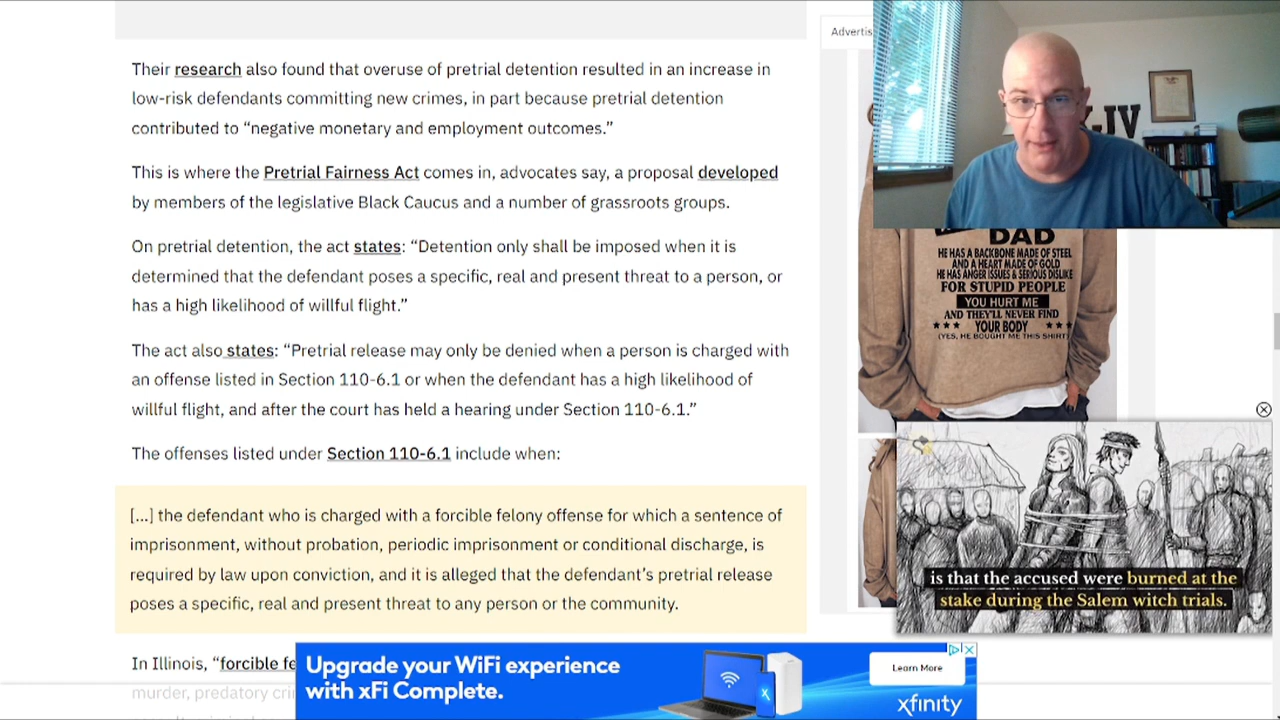 Their research also found that overuse of pretrial detention resulted in an increase in
low-risk defendants committing new crimes, in part because pretrial detention
contributed to “negative monetary and employment outcomes.”
This is where the Pretrial Fairness Act comes in, advocates say, a proposal developed
by members of the legislative Black Caucus and a number of grassroots groups.
On pretrial detention, the act states: “Detention only shall be imposed when it is
determined that the defendant poses a specific, real and present threat to a person, or
has a high likelihood of willful flight.”
The act also states: “Pretrial release may only be denied when a person is charged with
an offense listed in Section 110-6.1 or when the defendant has a high likelihood of
willful flight, and after the court has held a hearing under Section 110-6.1.”
The offenses listed under Section 110-6.1 include when:
[...] the defendant who is charged with a forcible felony offense for which a sentence of
imprisonment, without probation, periodic imprisonment or conditional discharge, is
required by law upon conviction, and it is alleged that the defendant’s pretrial release
poses a specific, real and present threat to any person or the community.
In Illinois, “forcible fe
murder, predatory cri
Advertis
LIV
DAD
HE HAS A BACKBONE MADE OF STEEL
AND A HEART MADE OF GOLD
HE HAS ANGER ISSUES & SERIOUS DISLIKE
FOR STUPID PEOPLE
YOU HURT ME
AND THEY'LL NEVER FIND
YOUR BODY
(YES, HE BOUGHT ME THIS SHIRT)
is that the accused were burned at the
stake during the Salem witch trials.
Upgrade your WiFi experience
with xFi Complete.
Learn More
xfinity